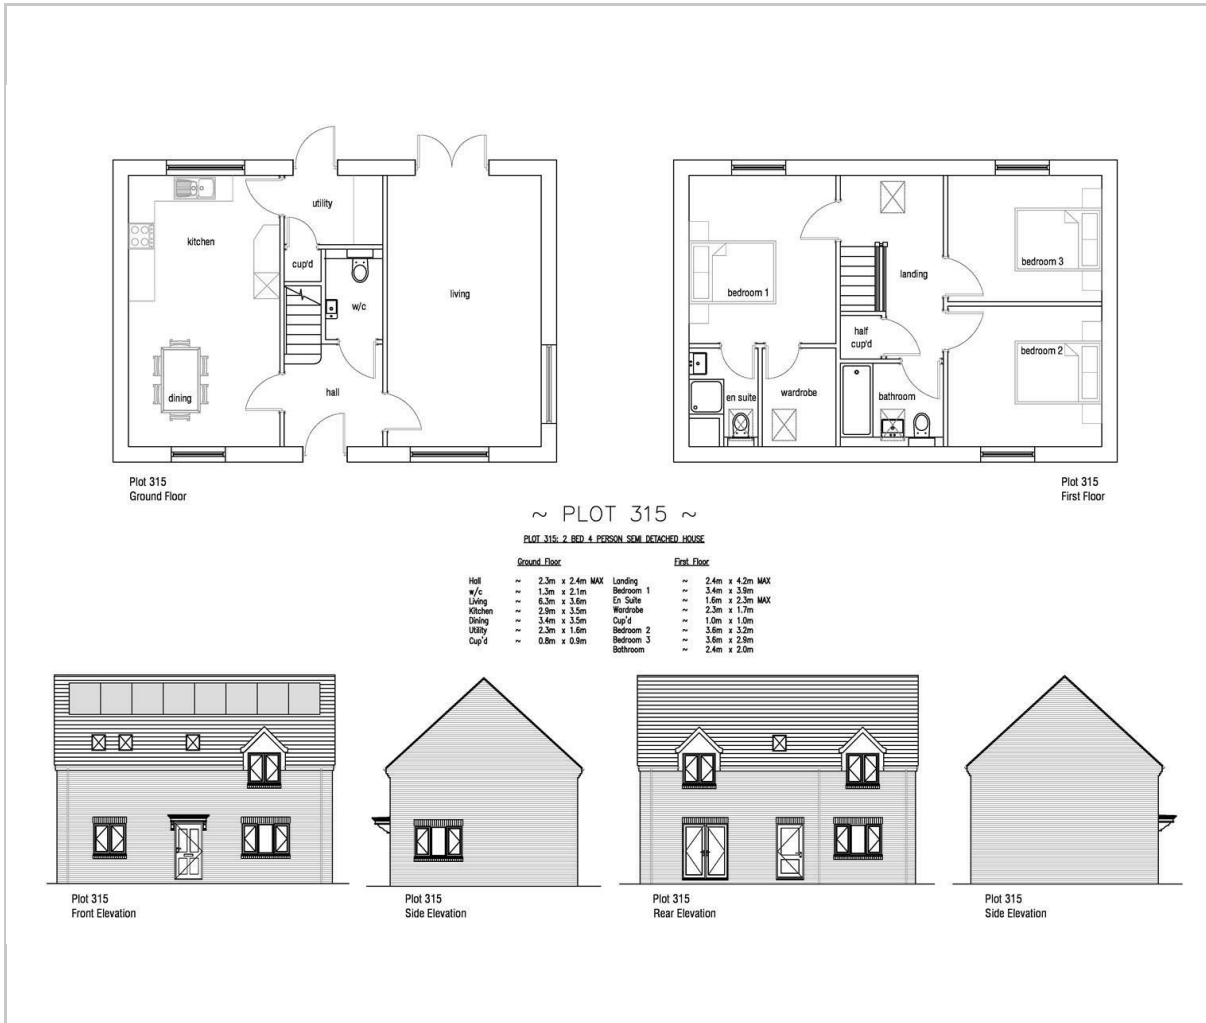 utility
kitchen
cup'd
w/c
living
dining
hall
Plot 315
Ground Floor
bedroom 1
landing
bedroom 3
half
cup'd
bedroom 2
en suite
wardrobe
bathroom
Plot 315
First Floor
~ PLOT 315 ~
PLOT 315: 2 BED 4 PERSON SEMI DETACHED HOUSE
Ground Floor
Hall ~ 2.3m x 2.4m MAX
w/c ~ 1.3m x 2.1m
Living ~ 6.3m x 3.6m
Kitchen ~ 2.9m x 3.5m
Dining ~ 3.4m x 3.5m
Utility ~ 2.3m x 1.6m
Cup'd ~ 0.8m x 0.9m
First Floor
Landing ~ 2.4m x 4.2m MAX
Bedroom 1 ~ 3.4m x 3.9m
En Suite ~ 1.6m x 2.3m MAX
Wardrobe ~ 2.3m x 1.7m
Cup'd ~ 1.0m x 1.0m
Bedroom 2 ~ 3.6m x 3.2m
Bedroom 3 ~ 3.6m x 2.9m
Bathroom ~ 2.4m x 2.0m
Plot 315
Front Elevation
Plot 315
Side Elevation
Plot 315
Rear Elevation
Plot 315
Side Elevation